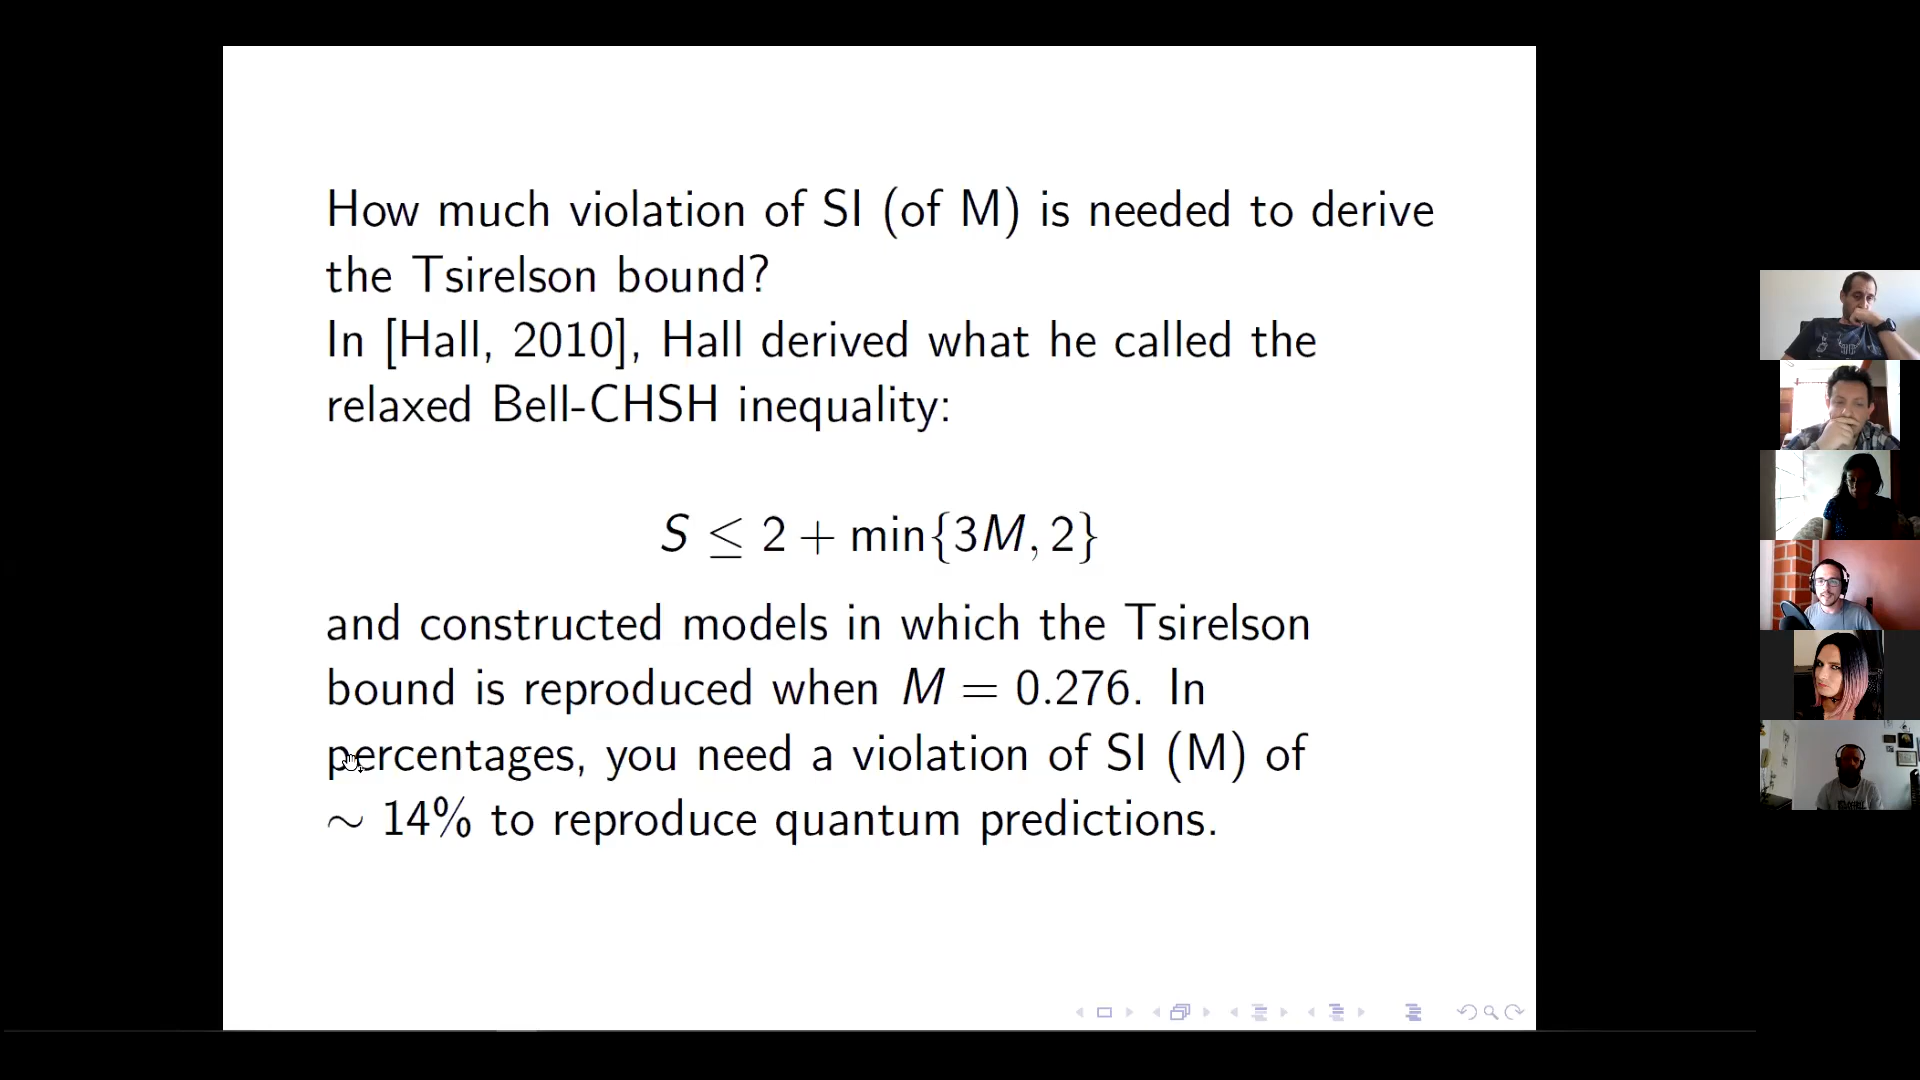 How much violation of SI (of M) is needed to derive
the Tsirelson bound?
In [Hall, 2010], Hall derived what he called the
relaxed Bell-CHSH inequality:
S ≤ 2 + min{3M, 2}
and constructed models in which the Tsirelson
bound is reproduced when M = 0.276. In
percentages, you need a violation of SI (M) of
∼ 14% to reproduce quantum predictions.